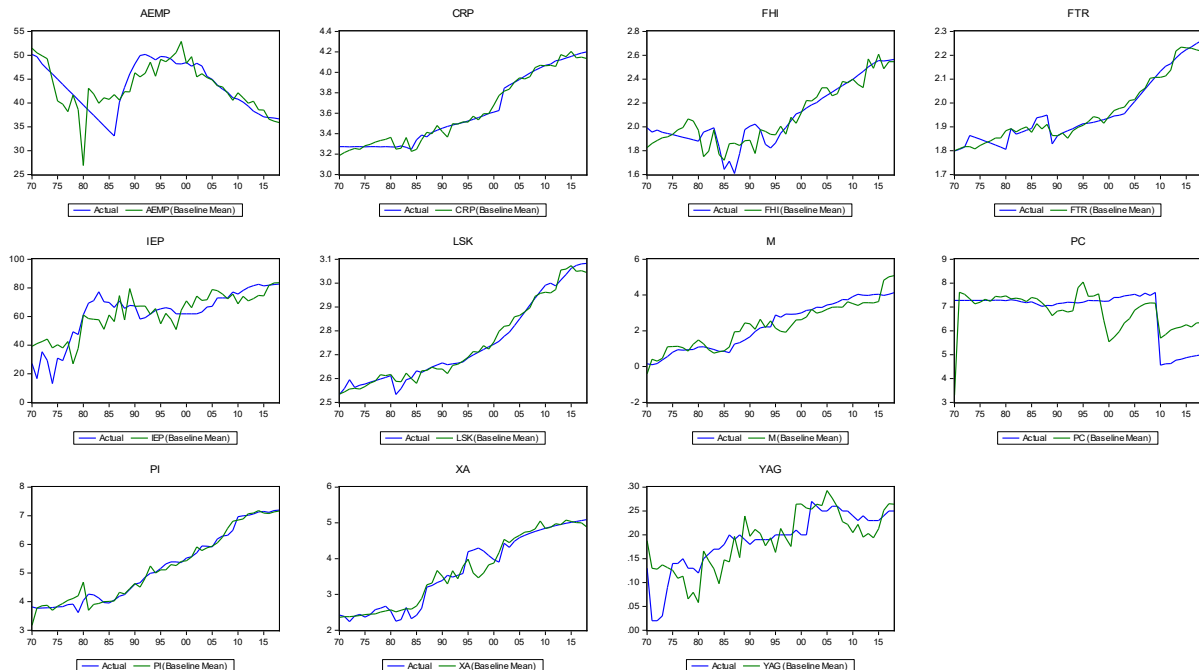 AEMP
55
50
45
40
35
30
25
70 75 80 85 90 95 00 05 10 15
Actual AEMP (Baseline Mean)
CRP
4.4
4.2
4.0
3.8
3.6
3.4
3.2
3.0
70 75 80 85 90 95 00 05 10 15
Actual CRP (Baseline Mean)
FHI
2.8
2.6
2.4
2.2
2.0
1.8
1.6
70 75 80 85 90 95 00 05 10 15
Actual FHI (Baseline Mean)
FTR
2.3
2.2
2.1
2.0
1.9
1.8
1.7
70 75 80 85 90 95 00 05 10 15
Actual FTR (Baseline Mean)
IEP
100
80
60
40
20
0
70 75 80 85 90 95 00 05 10 15
Actual IEP (Baseline Mean)
LSK
3.1
3.0
2.9
2.8
2.7
2.6
2.5
70 75 80 85 90 95 00 05 10 15
Actual LSK (Baseline Mean)
M
6
4
2
0
-2
70 75 80 85 90 95 00 05 10 15
Actual M (Baseline Mean)
PC
9
8
7
6
5
4
3
70 75 80 85 90 95 00 05 10 15
Actual PC (Baseline Mean)
PI
8
7
6
5
4
3
70 75 80 85 90 95 00 05 10 15
Actual PI (Baseline Mean)
XA
6
5
4
3
2
70 75 80 85 90 95 00 05 10 15
Actual XA (Baseline Mean)
YAG
.30
.25
.20
.15
.10
.05
.00
70 75 80 85 90 95 00 05 10 15
Actual YAG (Baseline Mean)